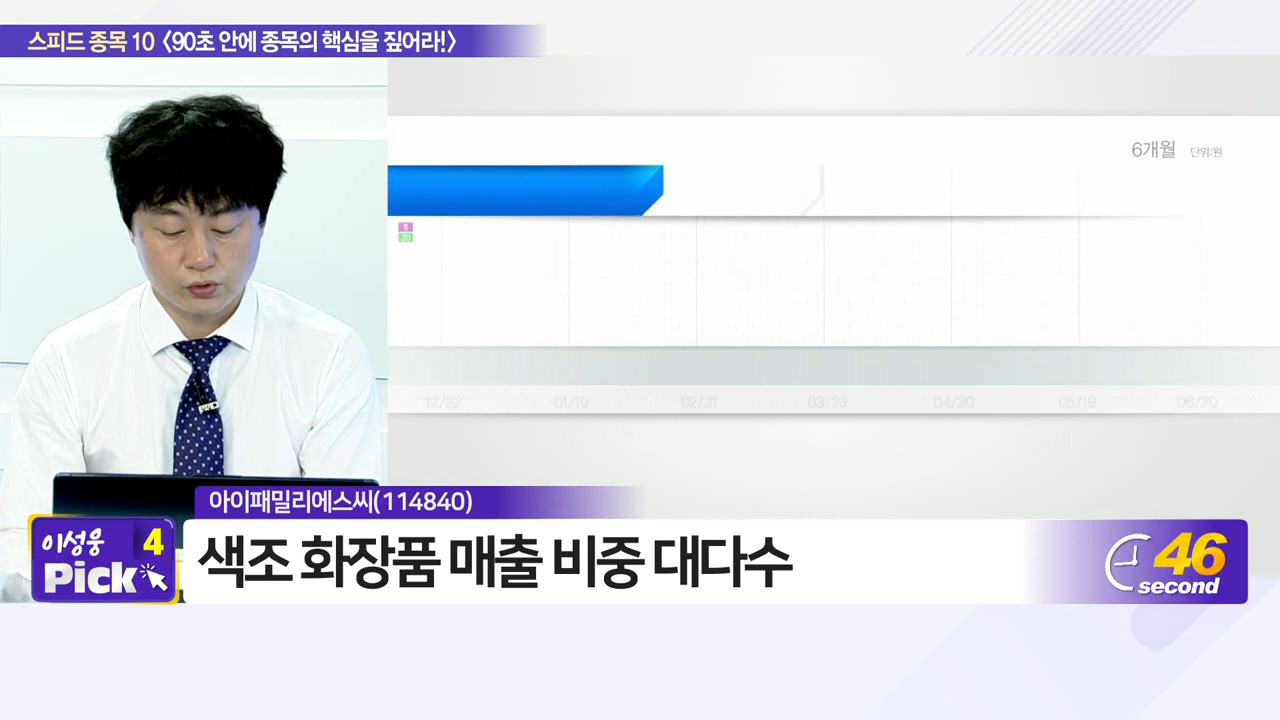 스피드 종목 10 〈90초 안에 종목의 핵심을 짚어라!〉
6개월 단위:원
5
20
12/22 01/19 02/21 03/23 04/20 05/19 06/20
아이패밀리에스씨(114840)
이성웅 4
Pick
색조 화장품 매출 비중 대다수
46
second